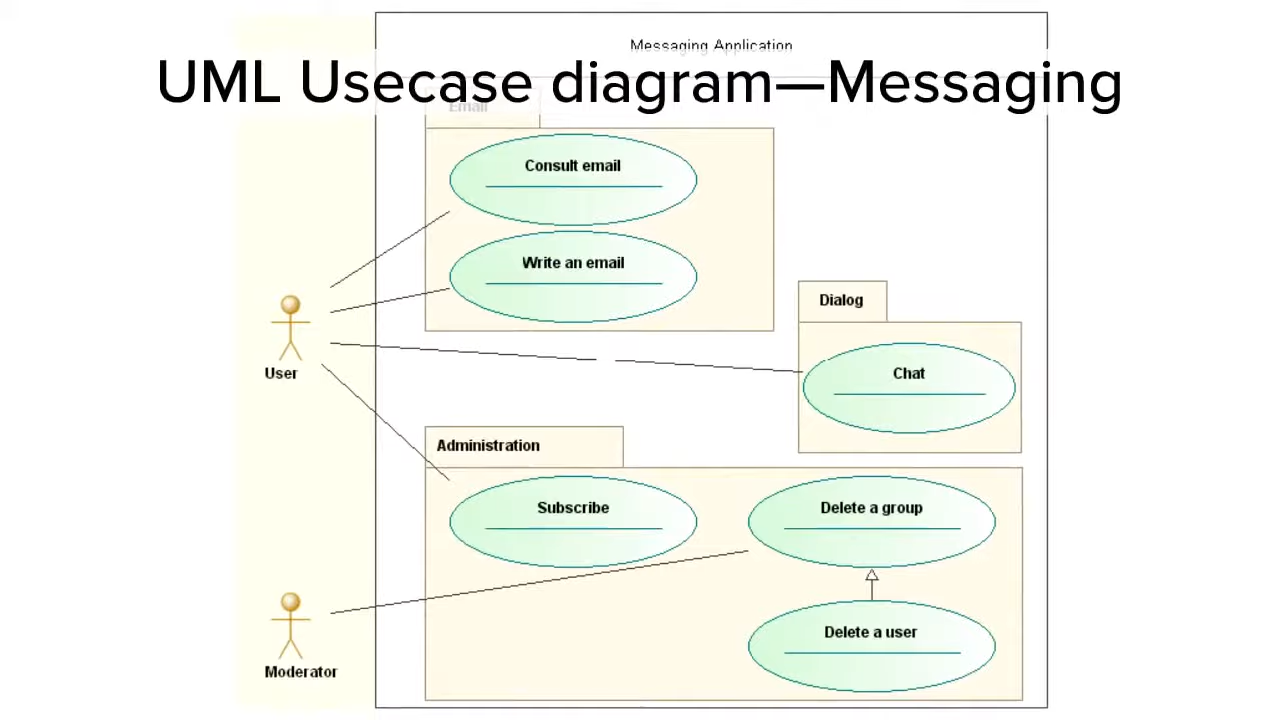 Messaging Application
UML Usecase diagram—Messaging
Email
Consult email
Write an email
Dialog
Chat
User
Administration
Subscribe
Delete a group
Delete a user
Moderator